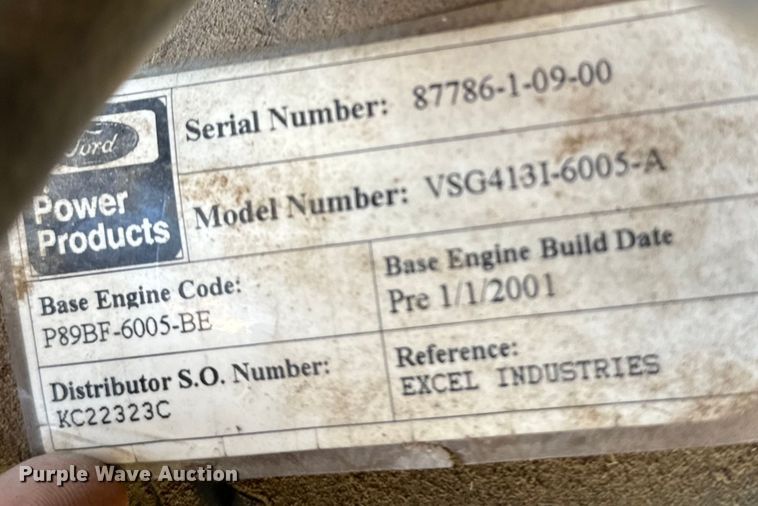 Ford
Power
Products
Serial Number: 87786-1-09-00
Model Number: VSG413I-6005-A
Base Engine Code:
P89BF-6005-BE
Base Engine Build Date
Pre 1/1/2001
Distributor S.O. Number:
KC22323C
Reference:
EXCEL INDUSTRIES
Purple Wave Auction